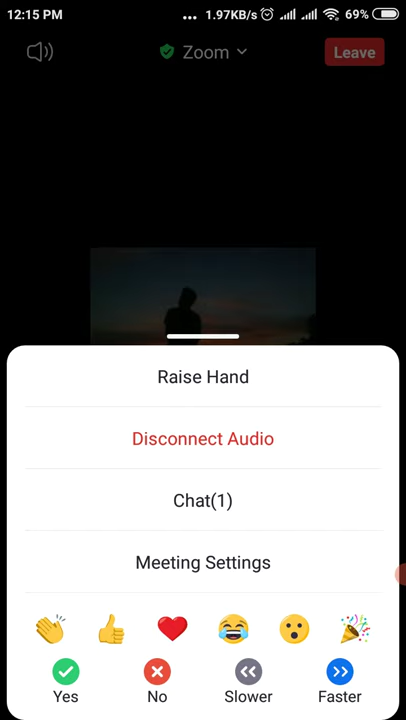 12:15 PM ... 1.97KB/s 69%
Zoom Leave
Raise Hand
Disconnect Audio
Chat(1)
Meeting Settings
Yes No Slower Faster